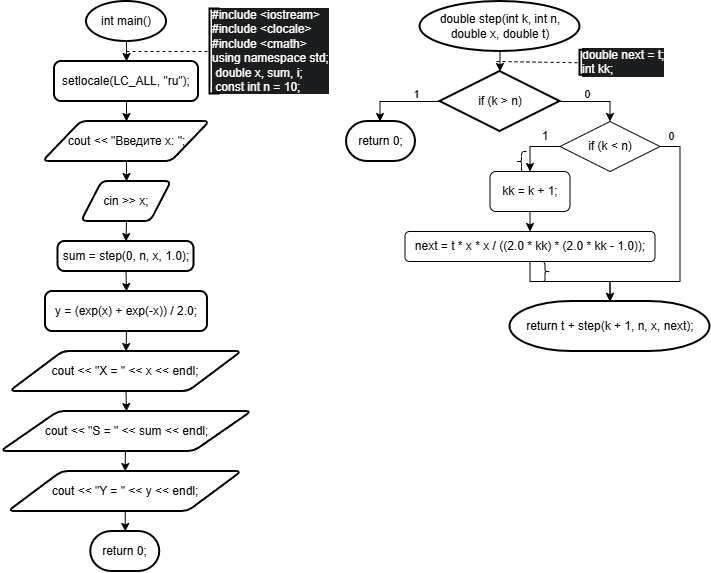 int main()
#include <iostream>
#include <clocale>
#include <cmath>
using namespace std;
double x, sum, i;
const int n = 10;
setlocale(LC_ALL, "ru");
cout << "Введите x: ";
cin >> x;
sum = step(0, n, x, 1.0);
y = (exp(x) + exp(-x)) / 2.0;
cout << "X = " << x << endl;
cout << "S = " << sum << endl;
cout << "Y = " << y << endl;
return 0;
double step(int k, int n,
double x, double t)
double next = t;
int kk;
if (k > n)
1
0
return 0;
if (k < n)
1
0
kk = k + 1;
next = t * x * x / ((2.0 * kk) * (2.0 * kk - 1.0));
return t + step(k + 1, n, x, next);